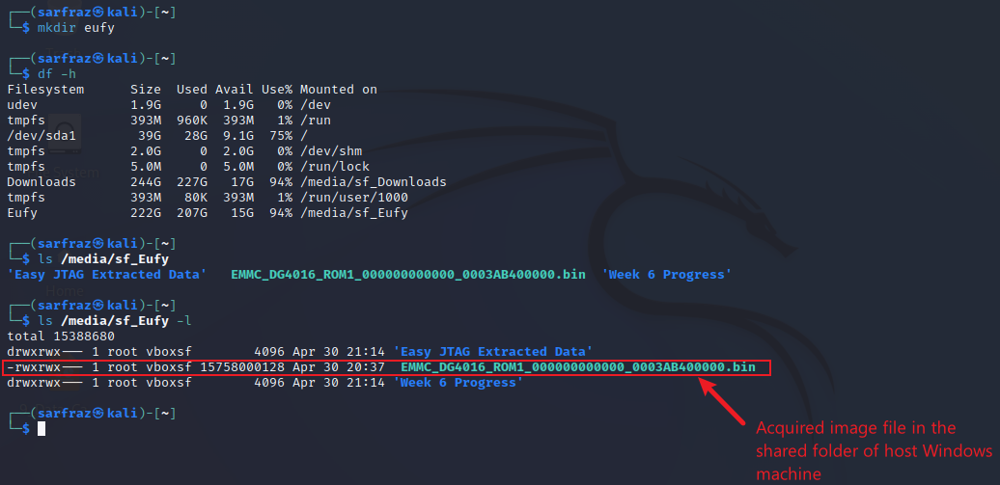 ┌──(sarfraz㉿kali)-[~]
└─$ mkdir eufy
┌──(sarfraz㉿kali)-[~]
└─$ df -h
Filesystem      Size  Used Avail Use% Mounted on
udev            1.9G     0  1.9G   0% /dev
tmpfs           393M  960K  393M   1% /run
/dev/sda1        39G   28G  9.1G  75% /
tmpfs           2.0G     0  2.0G   0% /dev/shm
tmpfs           5.0M     0  5.0M   0% /run/lock
Downloads       244G  227G   17G  94% /media/sf_Downloads
tmpfs           393M   80K  393M   1% /run/user/1000
Eufy            222G  207G   15G  94% /media/sf_Eufy
┌──(sarfraz㉿kali)-[~]
└─$ ls /media/sf_Eufy
'Easy JTAG Extracted Data'   EMMC_DG4016_ROM1_000000000000_0003AB400000.bin  'Week 6 Progress'
Home
┌──(sarfraz㉿kali)-[~]
└─$ ls /media/sf_Eufy -l
total 15388680
drwxrwx--- 1 root vboxsf        4096 Apr 30 21:14 'Easy JTAG Extracted Data'
-rwxrwx--- 1 root vboxsf 15758000128 Apr 30 20:37  EMMC_DG4016_ROM1_000000000000_0003AB400000.bin
drwxrwx--- 1 root vboxsf        4096 Apr 30 21:14 'Week 6 Progress'
┌──(sarfraz㉿kali)-[~]
└─$
Acquired image file in the
shared folder of host Windows
machine